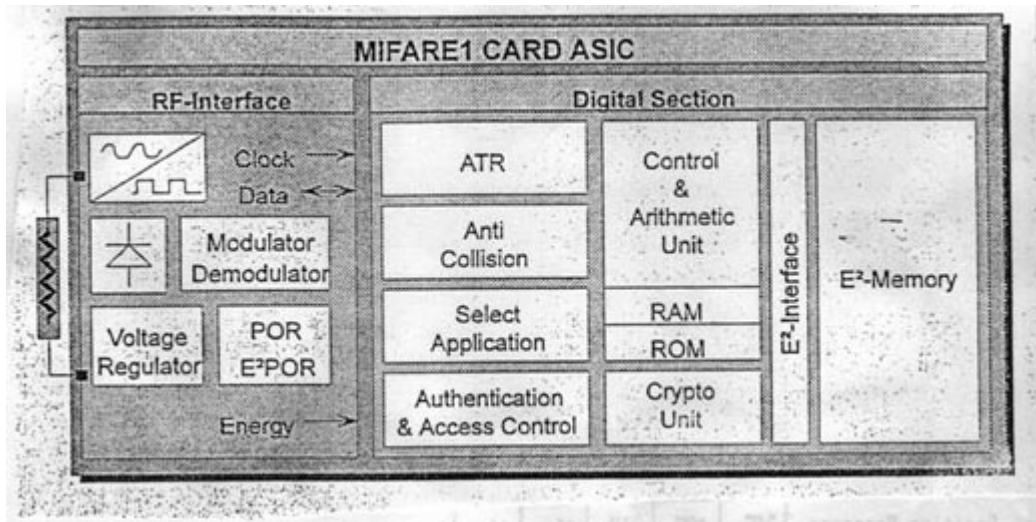 MIFARE1 CARD ASIC
RF-Interface
Clock
Data
Modulator
Demodulator
Voltage
Regulator
POR
E²POR
Energy
Digital Section
ATR
Anti
Collision
Select
Application
Authentication
& Access Control
Control
&
Arithmetic
Unit
RAM
ROM
Crypto
Unit
E²-Interface
E²-Memory